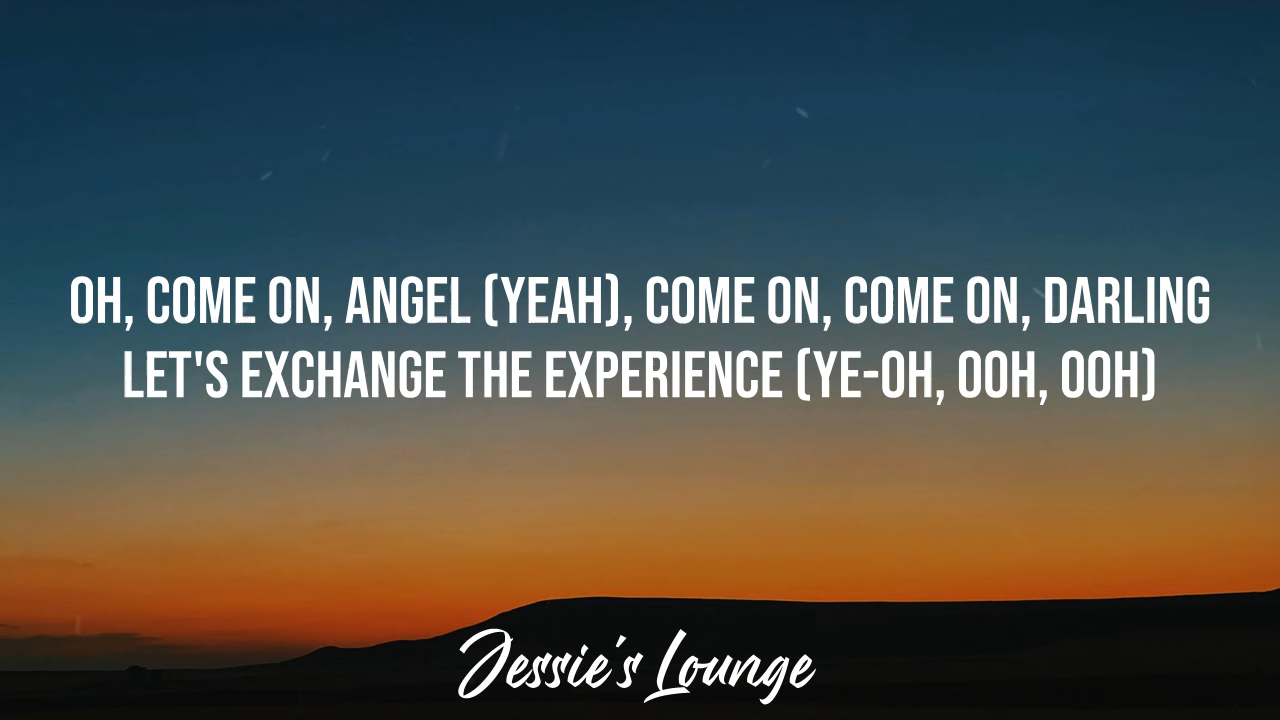 OH, COME ON, ANGEL (YEAH), COME ON, COME ON, DARLING
LET'S EXCHANGE THE EXPERIENCE (YE-OH, OOH, OOH)
Jessie's Lounge